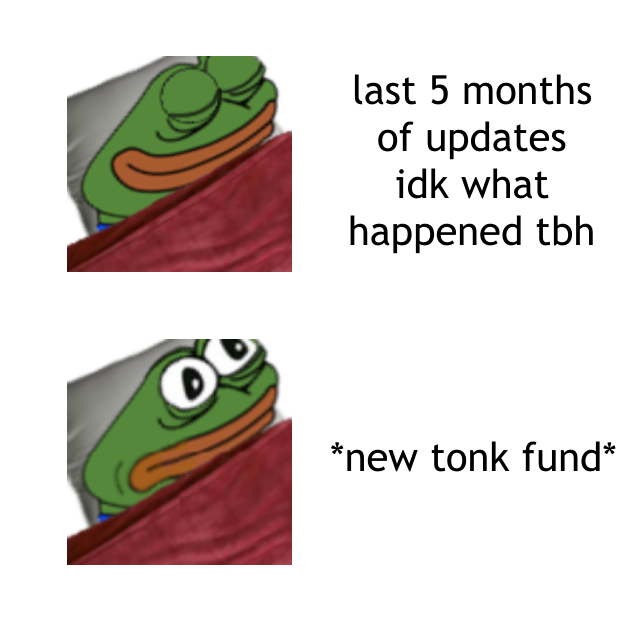 last 5 months
of updates
idk what
happened tbh
*new tonk fund*